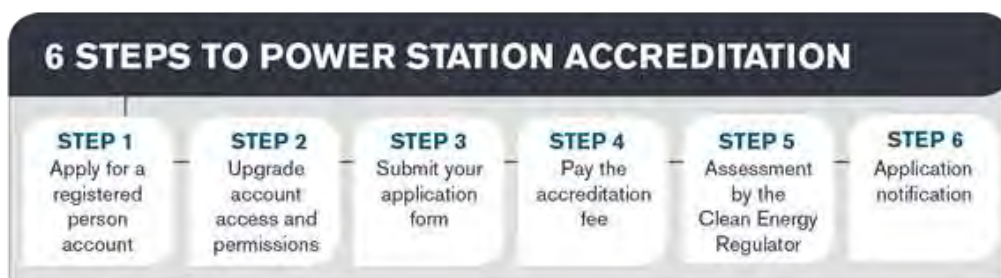 6 STEPS TO POWER STATION ACCREDITATION
STEP 1
Apply for a
registered
person
account
STEP 2
Upgrade
account
access and
permissions
STEP 3
Submit your
application
form
STEP 4
Pay the
accreditation
fee
STEP 5
Assessment
by the
Clean Energy
Regulator
STEP 6
Application
notification